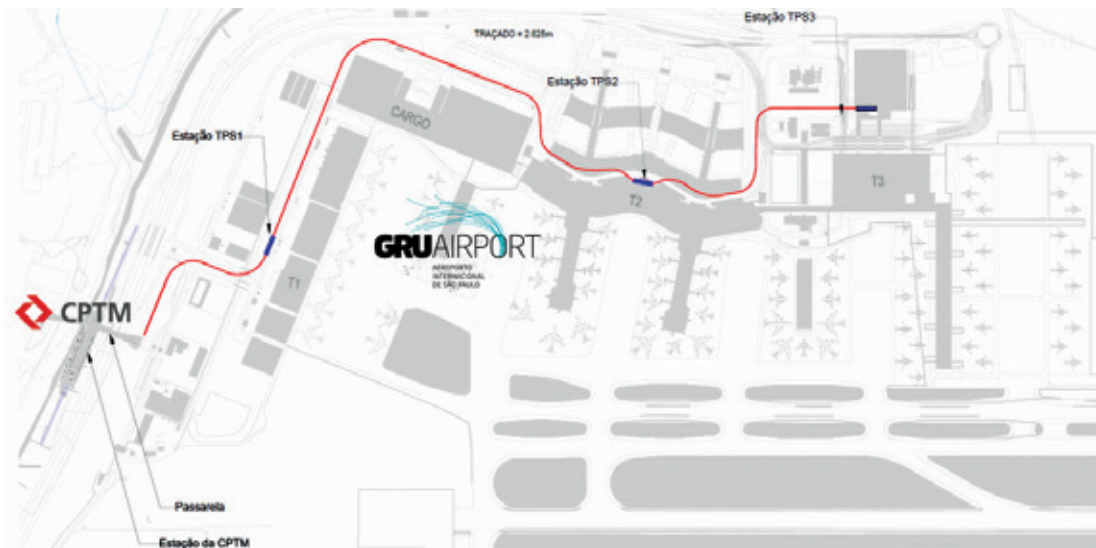 Estação TPS3
TRAÇADO = 2.625m
Estação TPS2
CARGO
Estação TPS1
T3
T2
GRUAIRPORT
AEROPORTO
INTERNACIONAL
DE SÃO PAULO
T1
CPTM
Passarela
Estação da CPTM